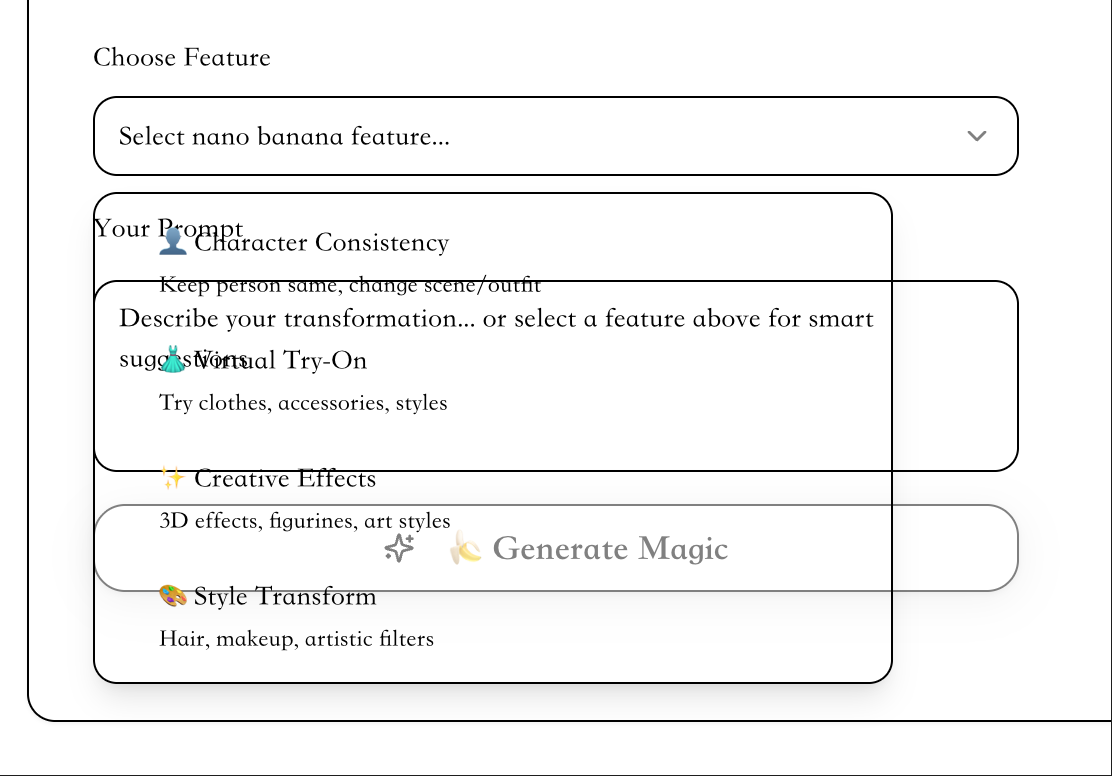 Choose Feature
Select nano banana feature...
Your Prompt
👤 Character Consistency
Keep person same, change scene/outfit
Describe your transformation... or select a feature above for smart
suggestions
👗 Virtual Try-On
Try clothes, accessories, styles
✨ Creative Effects
3D effects, figurines, art styles
🍌 Generate Magic
🎨 Style Transform
Hair, makeup, artistic filters